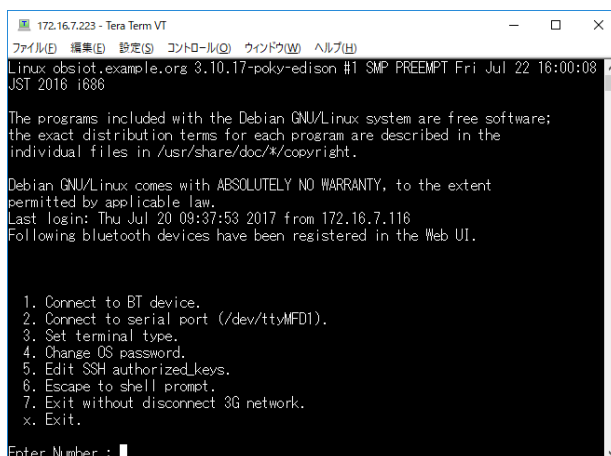 172.16.7.223 - Tera Term VT
ファイル(F) 編集(E) 設定(S) コントロール(O) ウィンドウ(W) ヘルプ(H)
Linux obsiot.example.org 3.10.17-poky-edison #1 SMP PREEMPT Fri Jul 22 16:00:08
JST 2016 i686
The programs included with the Debian GNU/Linux system are free software;
the exact distribution terms for each program are described in the
individual files in /usr/share/doc/*/copyright.
Debian GNU/Linux comes with ABSOLUTELY NO WARRANTY, to the extent
permitted by applicable law.
Last login: Thu Jul 20 09:37:53 2017 from 172.16.7.116
Following bluetooth devices have been registered in the Web UI.
1. Connect to BT device.
2. Connect to serial port (/dev/ttyMFD1).
3. Set terminal type.
4. Change OS password.
5. Edit SSH authorized_keys.
6. Escape to shell prompt.
7. Exit without disconnect 3G network.
x. Exit.
Enter Number :